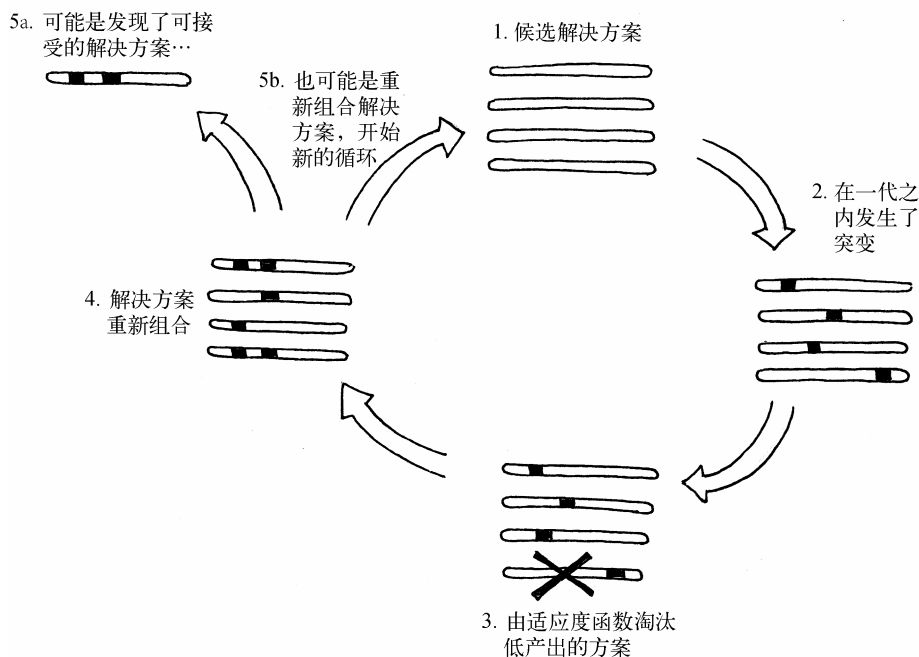 1. 候选解决方案
2. 在一代之
内发生了
突变
3. 由适应度函数淘汰
低产出的方案
4. 解决方案
重新组合
5a. 可能是发现了可接
受的解决方案…
5b. 也可能是重
新组合解决
方案，开始
新的循环